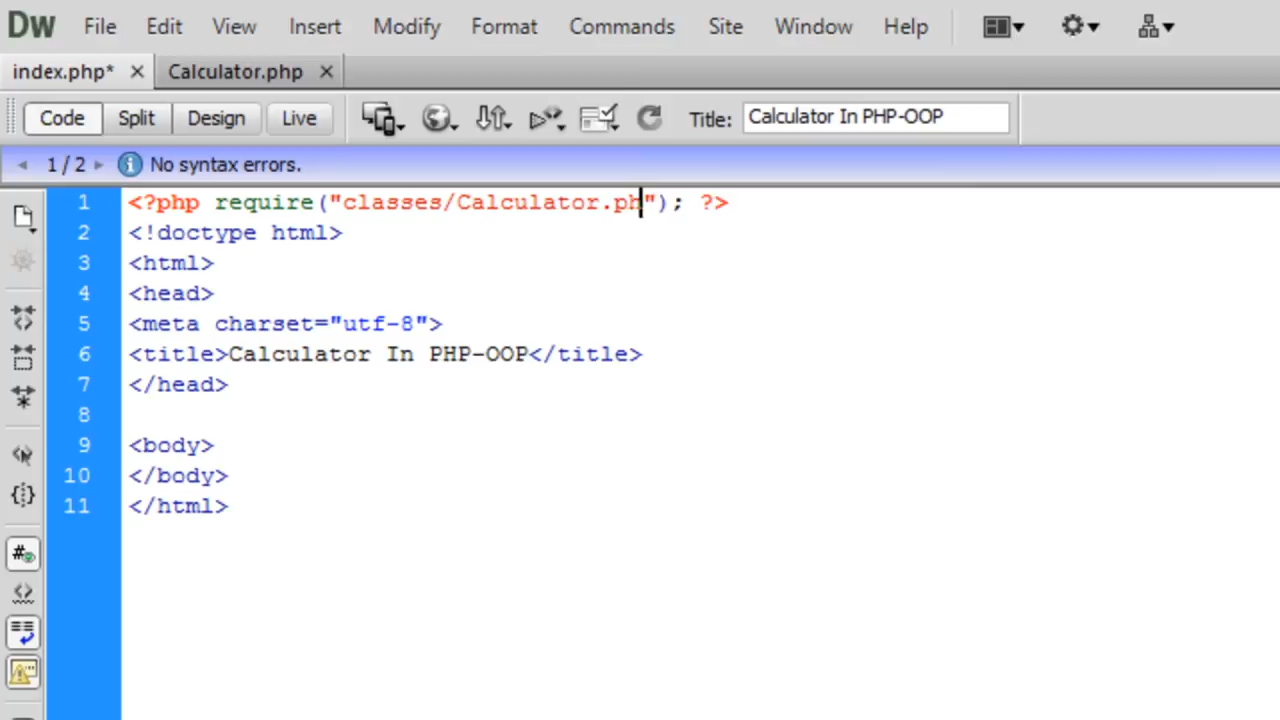 DW File Edit View Insert Modify Format Commands Site Window Help
index.php* × Calculator.php ×
Code Split Design Live Title: Calculator In PHP-OOP
1 / 2 No syntax errors.
1 <?php require("classes/Calculator.ph"); ?>
2 <!doctype html>
3 <html>
4 <head>
5 <meta charset="utf-8">
6 <title>Calculator In PHP-OOP</title>
7 </head>
8
9 <body>
10 </body>
11 </html>